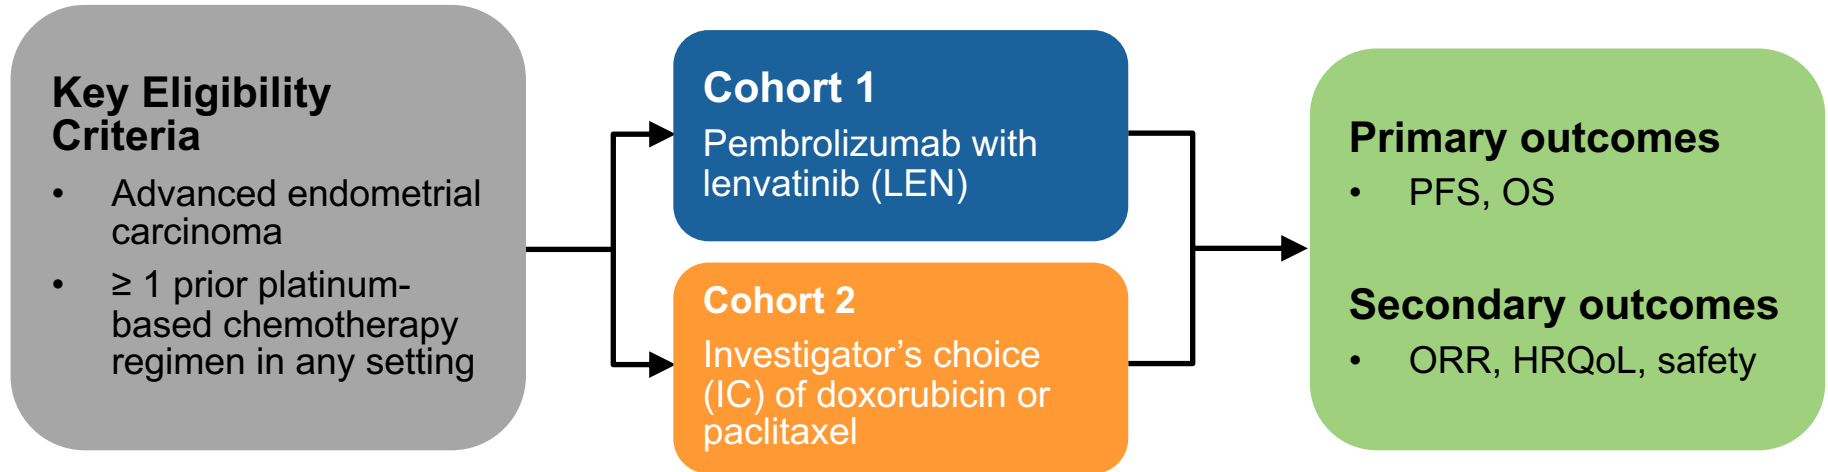 Key Eligibility
Criteria
• Advanced endometrial
carcinoma
• ≥ 1 prior platinum-
based chemotherapy
regimen in any setting
Cohort 1
Pembrolizumab with
lenvatinib (LEN)
Cohort 2
Investigator’s choice
(IC) of doxorubicin or
paclitaxel
Primary outcomes
• PFS, OS
Secondary outcomes
• ORR, HRQoL, safety